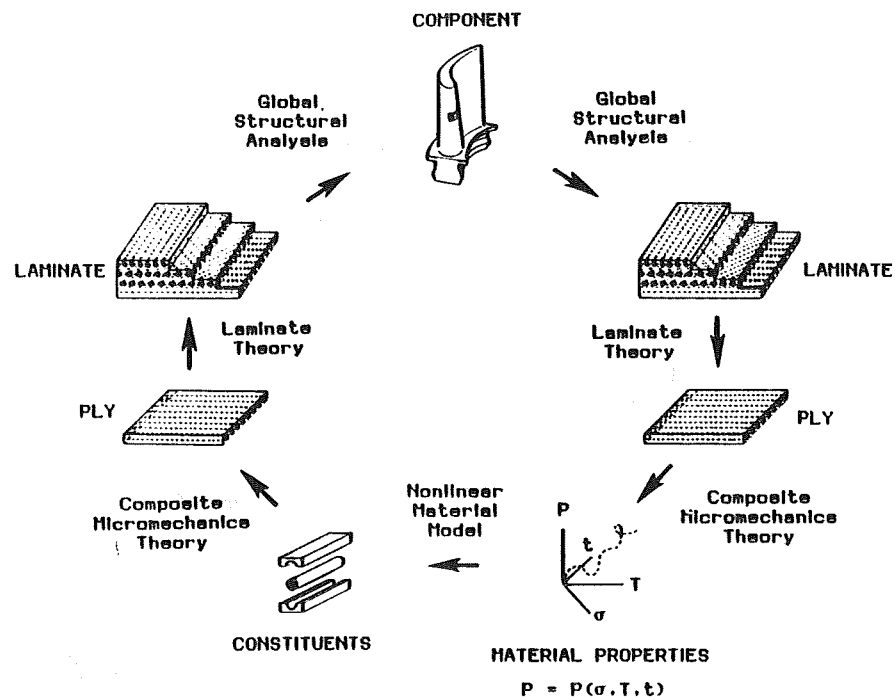 COMPONENT
Global,
Structural
Analysis
Global
Structural
Analysis
LAMINATE
LAMINATE
Laminate
Theory
Laminate
Theory
PLY
PLY
Composite
Micromechanics
Theory
Nonlinear
Material
Model
Composite
Micromechanics
Theory
P
t
T
σ
CONSTITUENTS
MATERIAL PROPERTIES
P = P(σ,T,t)